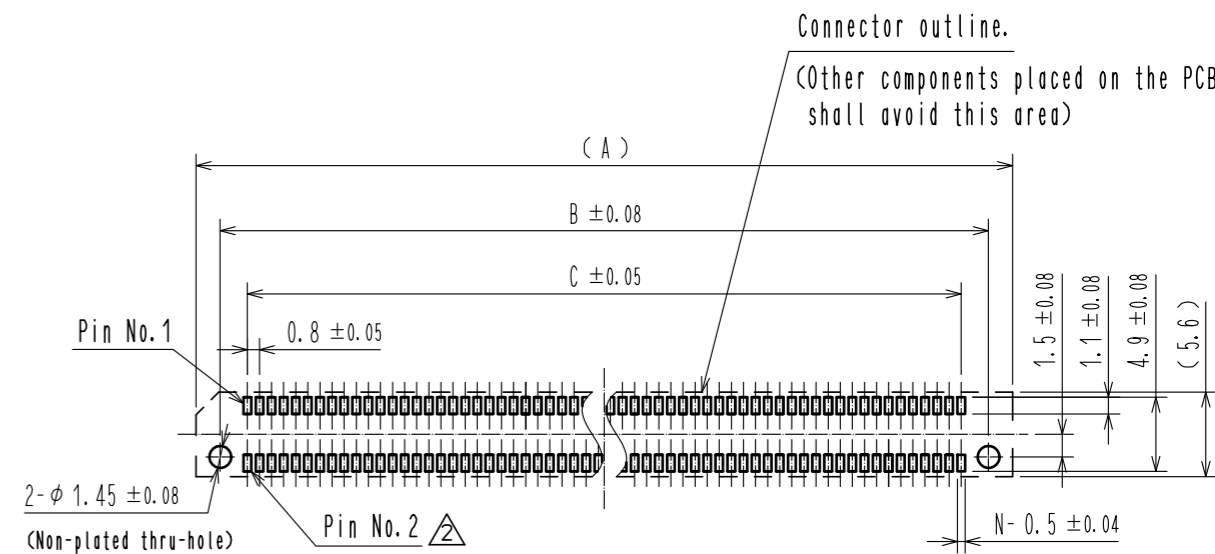 Connector outline.
(Other components placed on the PCB
shall avoid this area)
(A)
B ±0.08
C ±0.05
Pin No.1
0.8 ±0.05
1.5 ±0.08
1.1 ±0.08
4.9 ±0.08
(5.6)
2-φ 1.45 ±0.08
(Non-plated thru-hole)
Pin No.2 2
N- 0.5 ±0.04